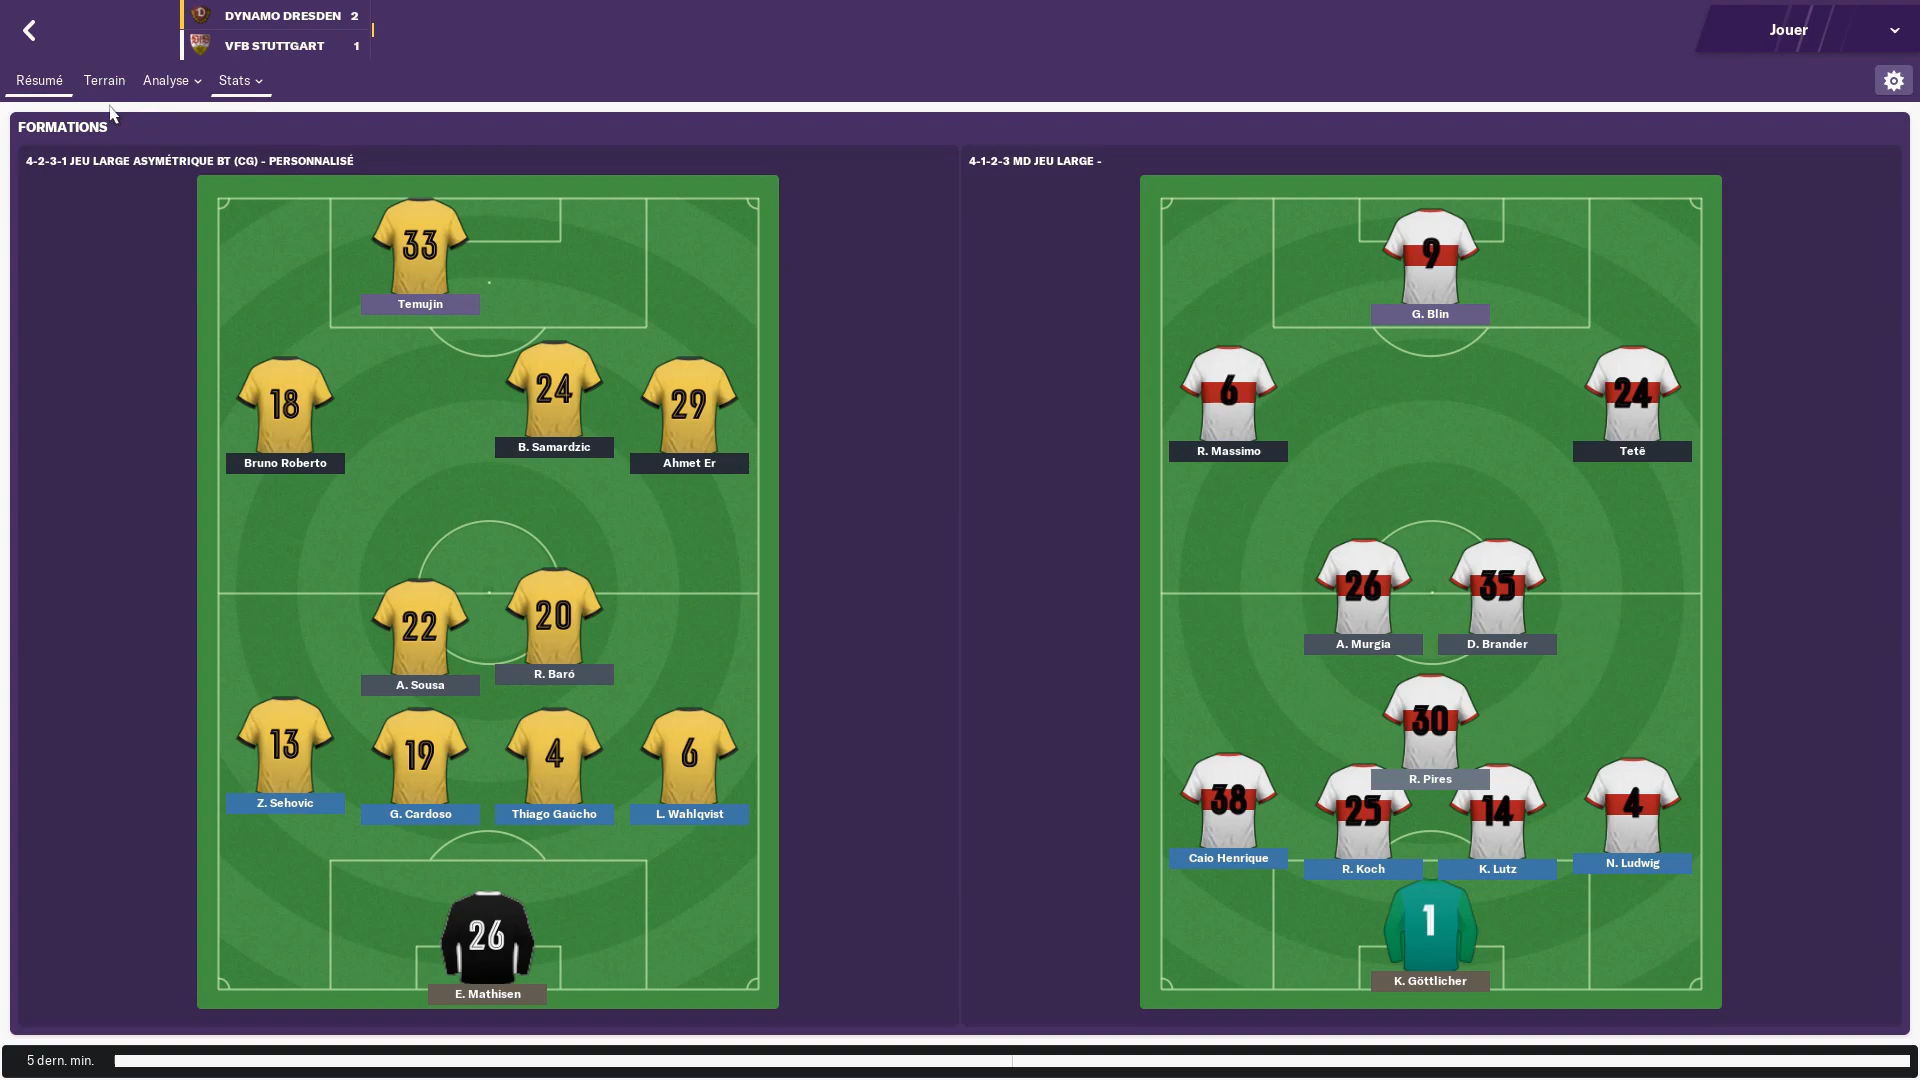 DYNAMO DRESDEN 2
VFB STUTTGART 1
Jouer
Résumé Terrain Analyse Stats
FORMATIONS
4-2-3-1 JEU LARGE ASYMÉTRIQUE BT (CG) - PERSONNALISÉ
33
Temujin
18
Bruno Roberto
24
B. Samardzic
29
Ahmet Er
22
A. Sousa
20
R. Baró
13
Z. Sehovic
19
G. Cardoso
4
Thiago Gaúcho
6
L. Wahlqvist
26
E. Mathisen
4-1-2-3 MD JEU LARGE -
9
G. Blin
6
R. Massimo
24
Tetê
26
A. Murgia
35
D. Brander
30
R. Pires
38
Caio Henrique
25
R. Koch
14
K. Lutz
4
N. Ludwig
1
K. Göttlicher
5 dern. min.